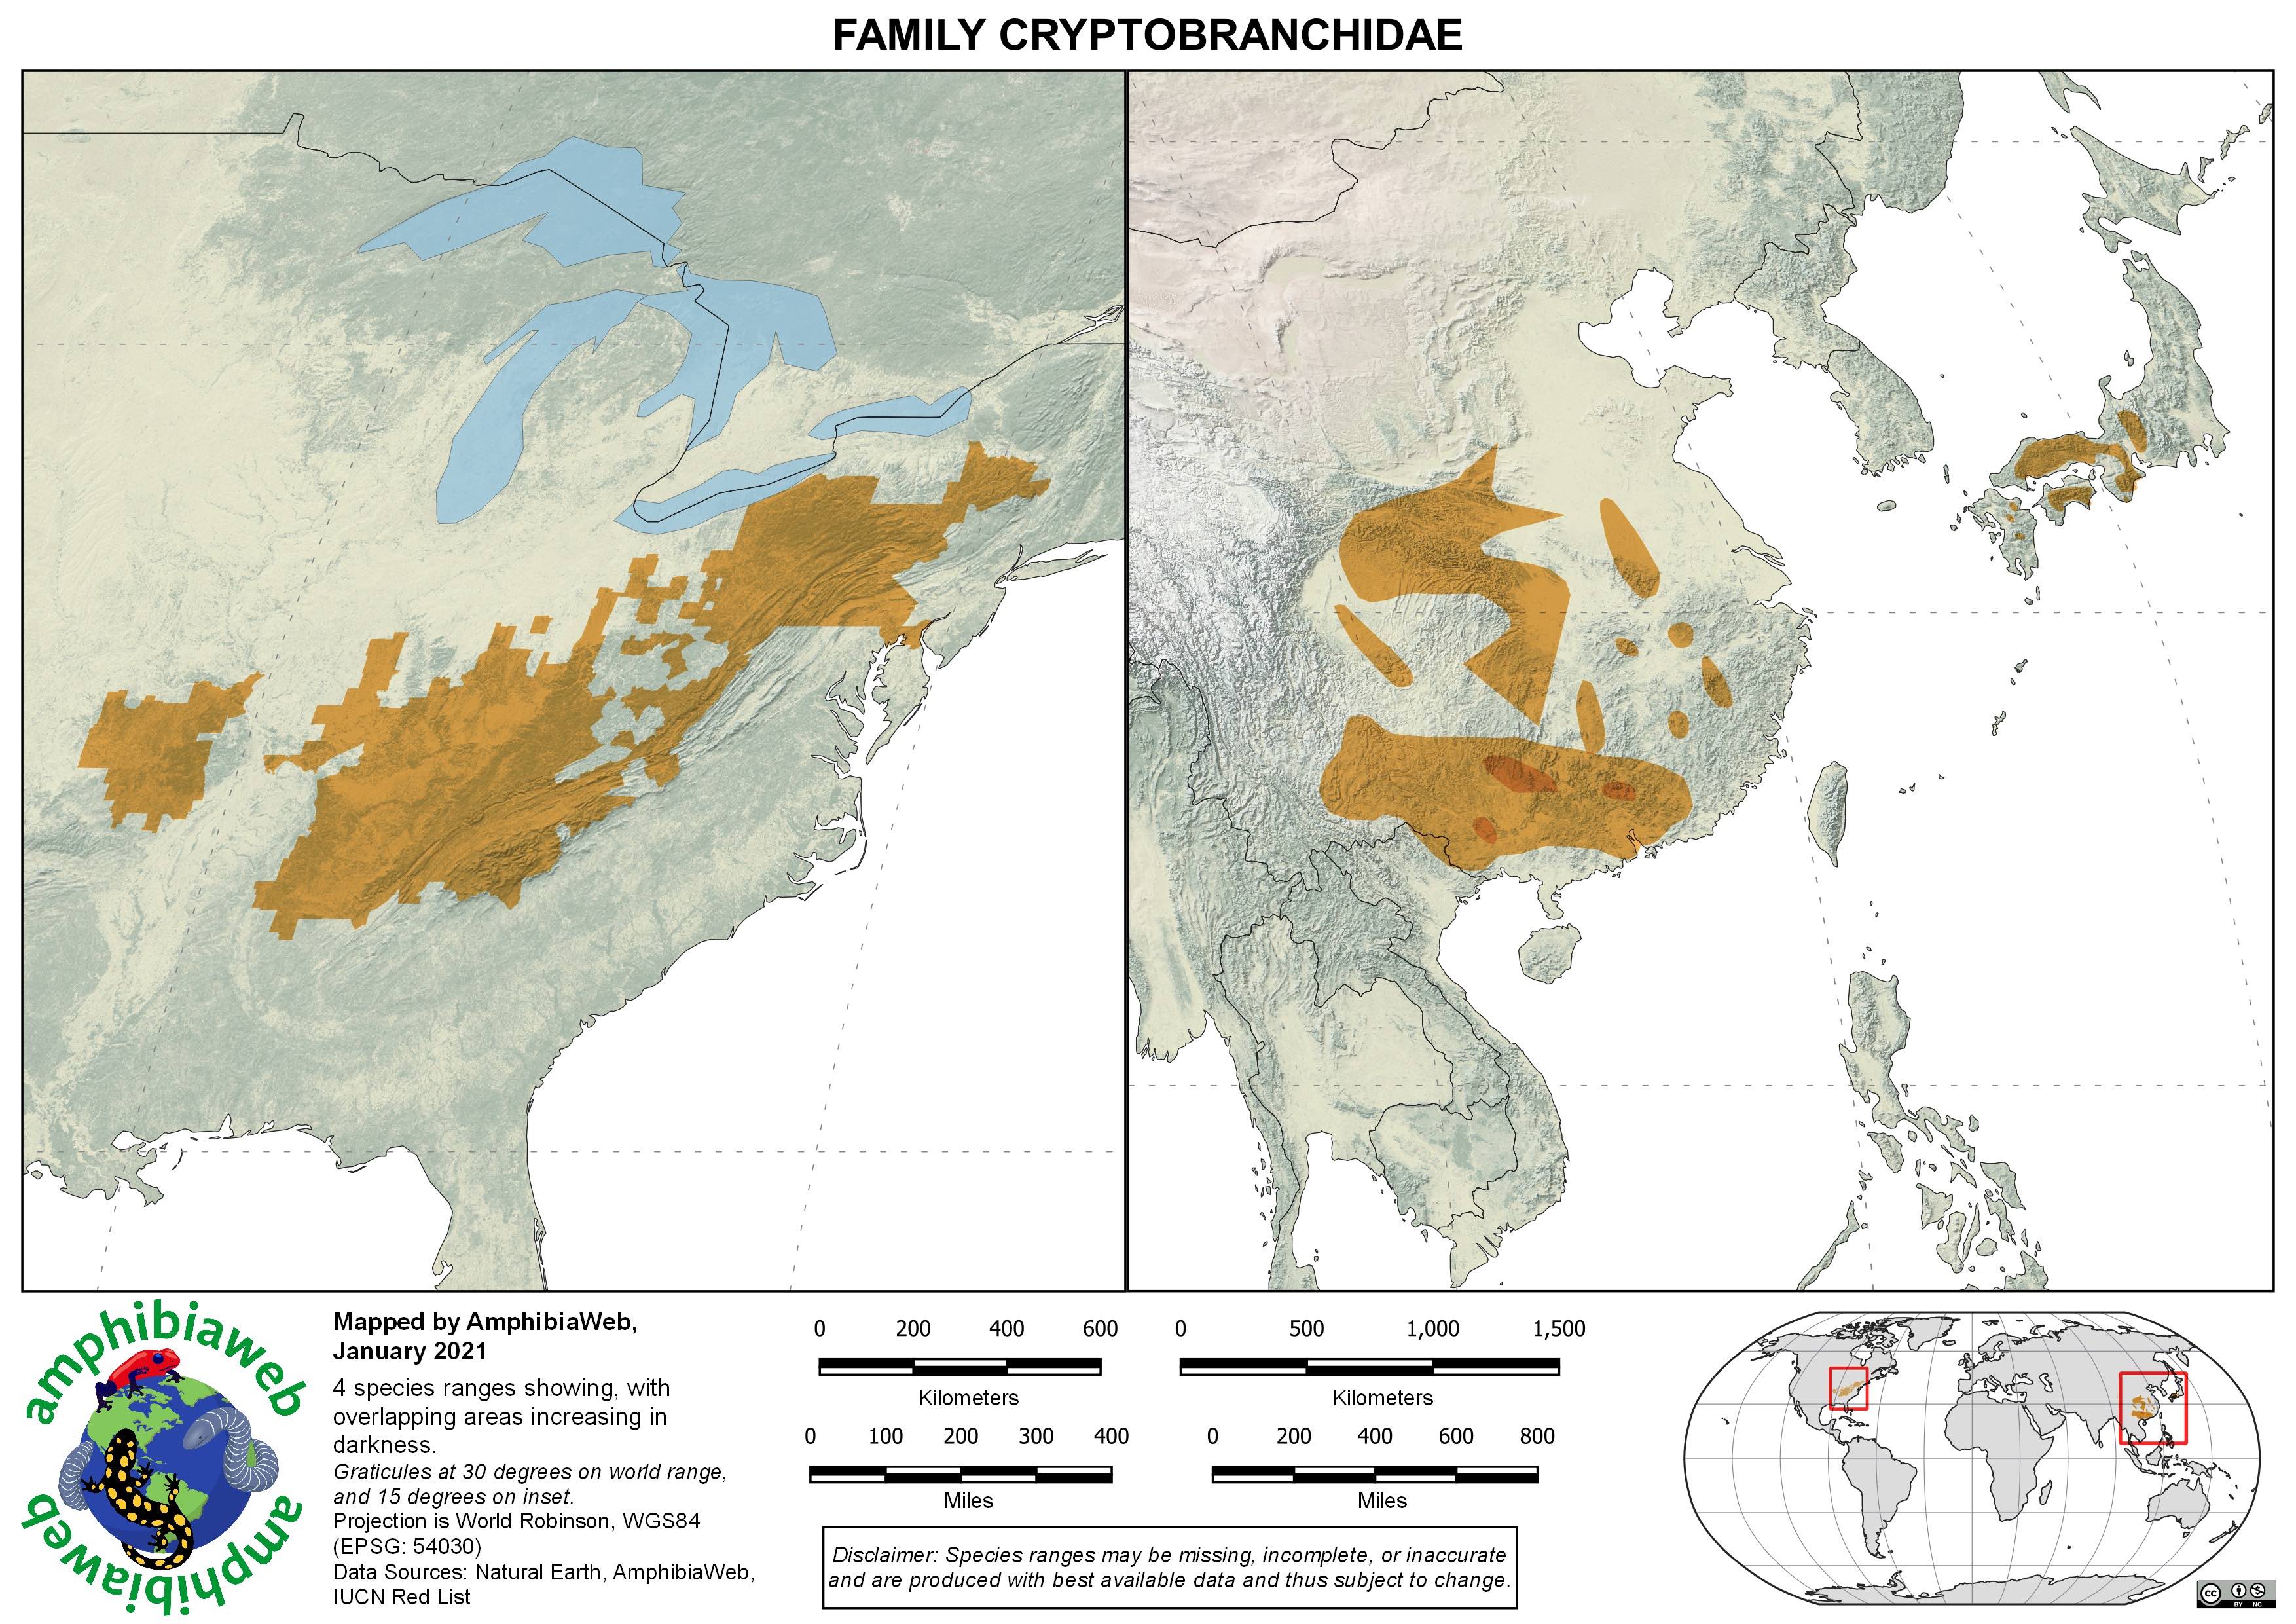 FAMILY CRYPTOBRANCHIDAE
amphibiaweb
amphibiaweb
Mapped by AmphibiaWeb,
January 2021
4 species ranges showing, with
overlapping areas increasing in
darkness.
Graticules at 30 degrees on world range,
and 15 degrees on inset.
Projection is World Robinson, WGS84
(EPSG: 54030)
Data Sources: Natural Earth, AmphibiaWeb,
IUCN Red List
0 200 400 600
Kilometers
0 100 200 300 400
Miles
0 500 1,000 1,500
Kilometers
0 200 400 600 800
Miles
Disclaimer: Species ranges may be missing, incomplete, or inaccurate
and are produced with best available data and thus subject to change.
cc
BY NC